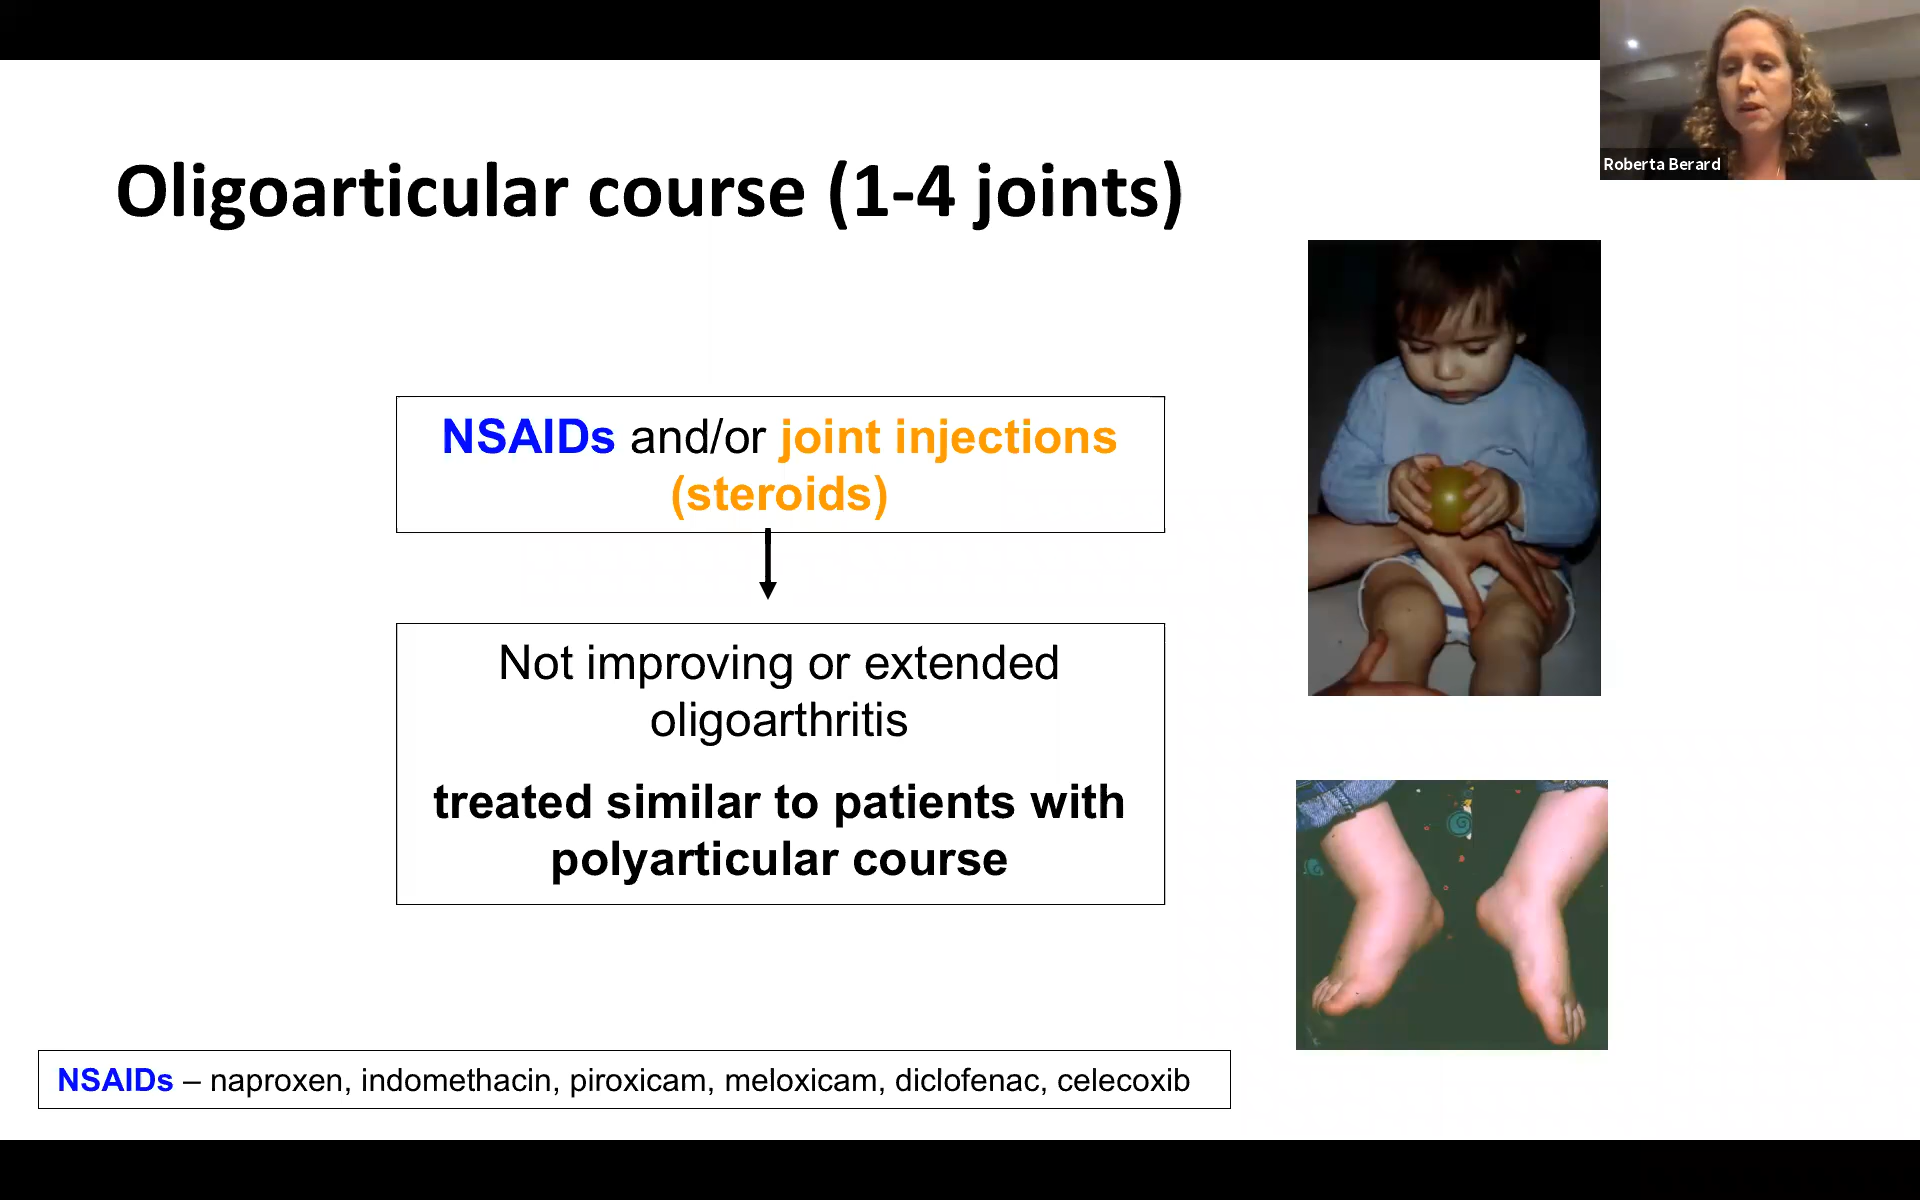 Roberta Berard
Oligoarticular course (1-4 joints)
NSAIDs and/or joint injections
(steroids)
Not improving or extended
oligoarthritis
treated similar to patients with
polyarticular course
NSAIDs – naproxen, indomethacin, piroxicam, meloxicam, diclofenac, celecoxib